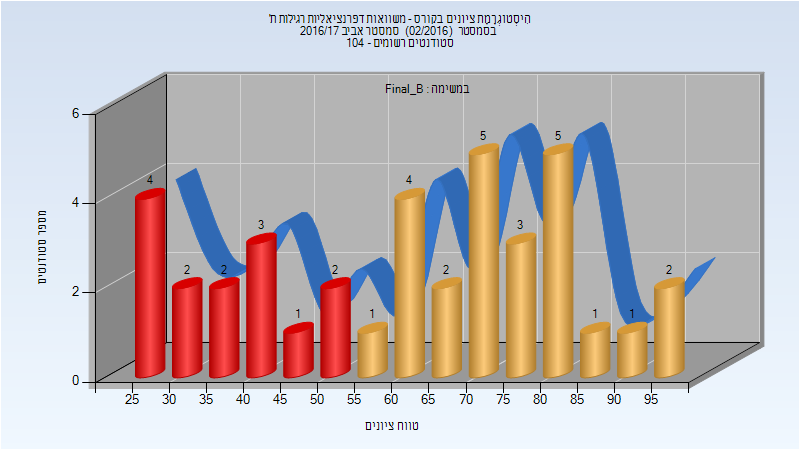 היסטוגרמת ציונים בקורס - משוואות דפרנציאליות רגילות ח'
בסמסטר (02/2016) סמסטר אביב 2016/17
סטודנטים רשומים - 104
במשימה : Final_B
6
4
2
0
מספר סטודנטים
4
2
2
3
1
2
1
4
2
5
3
5
1
1
2
25 30 35 40 45 50 55 60 65 70 75 80 85 90 95
טווח ציונים